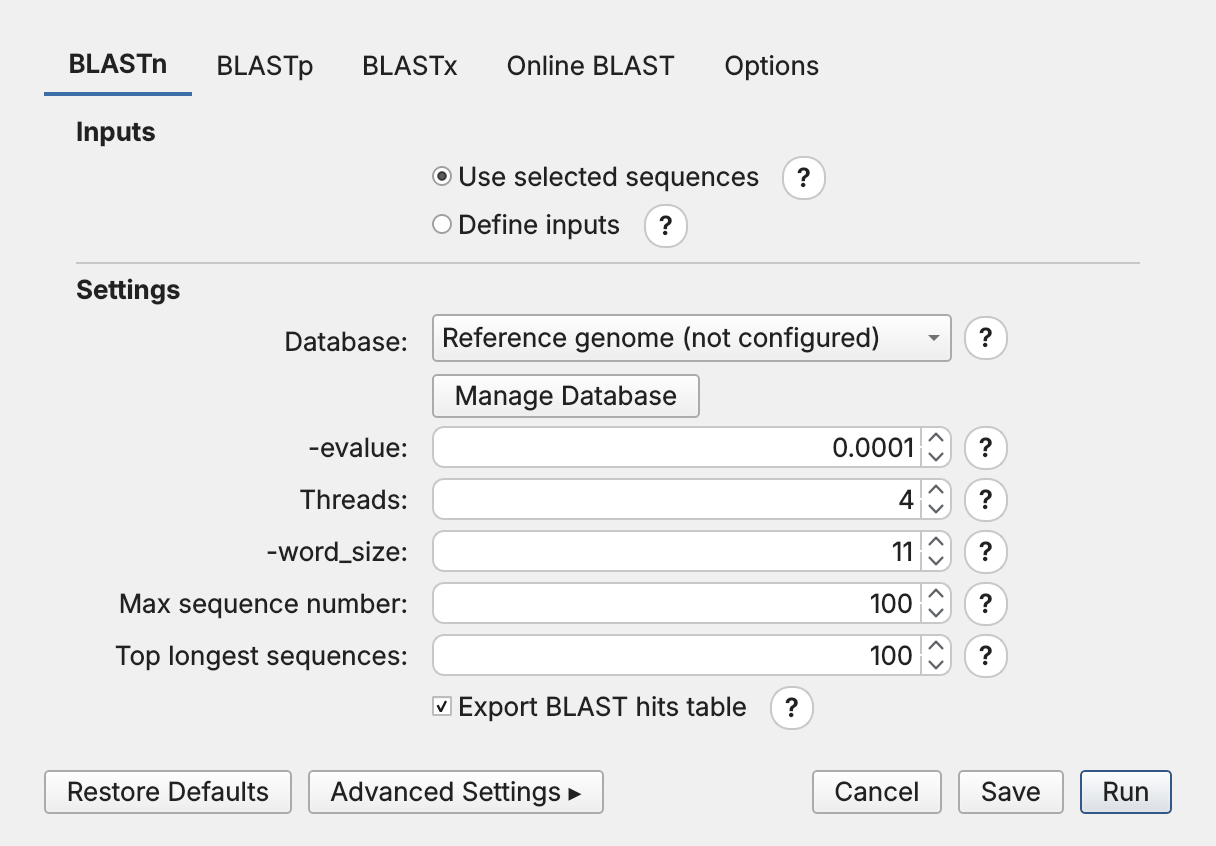 BLASTn BLASTp BLASTx Online BLAST Options
Inputs
Use selected sequences ?
Define inputs ?
Settings
Database: Reference genome (not configured) ?
Manage Database
-evalue: 0.0001 ?
Threads: 4 ?
-word_size: 11 ?
Max sequence number: 100 ?
Top longest sequences: 100 ?
Export BLAST hits table ?
Restore Defaults Advanced Settings ▸ Cancel Save Run